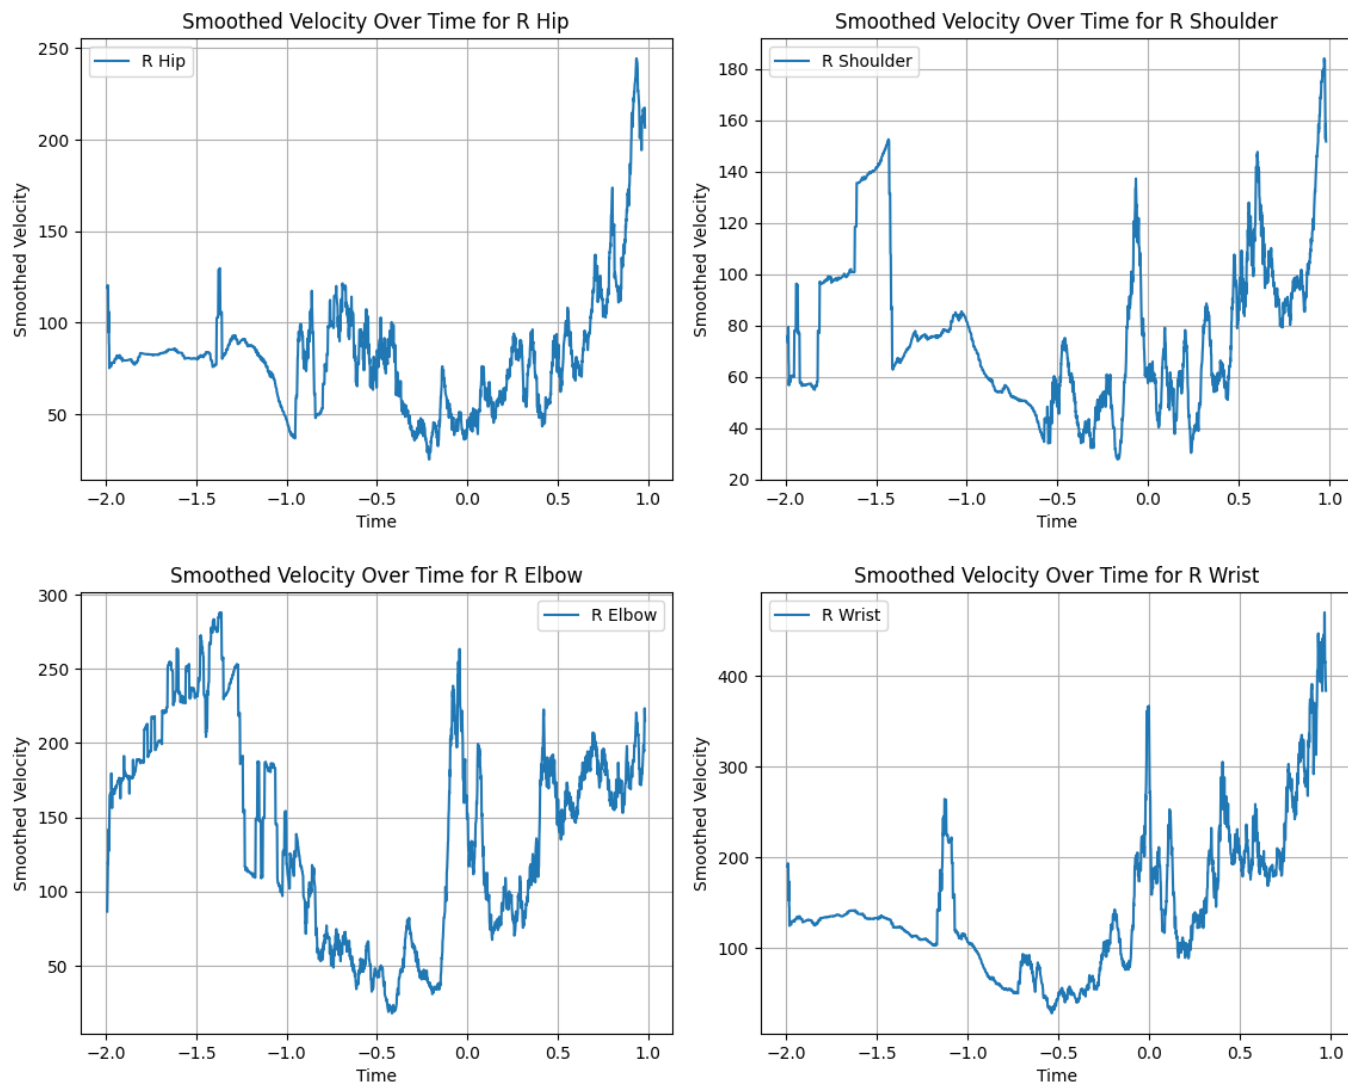 Smoothed Velocity Over Time for R Hip
R Hip
250
200
150
100
50
Smoothed Velocity
−2.0 −1.5 −1.0 −0.5 0.0 0.5 1.0
Time
Smoothed Velocity Over Time for R Shoulder
R Shoulder
180
160
140
120
100
80
60
40
20
Smoothed Velocity
−2.0 −1.5 −1.0 −0.5 0.0 0.5 1.0
Time
Smoothed Velocity Over Time for R Elbow
R Elbow
300
250
200
150
100
50
Smoothed Velocity
−2.0 −1.5 −1.0 −0.5 0.0 0.5 1.0
Time
Smoothed Velocity Over Time for R Wrist
R Wrist
400
300
200
100
Smoothed Velocity
−2.0 −1.5 −1.0 −0.5 0.0 0.5 1.0
Time